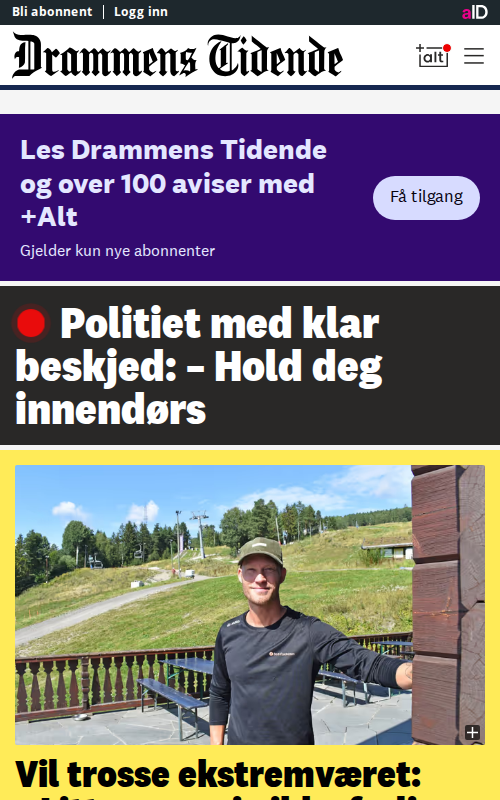 Bli abonnent | Logg inn
aID
Drammens Tidende
+alt
Les Drammens Tidende
og over 100 aviser med
+Alt
Få tilgang
Gjelder kun nye abonnenter
Politiet med klar
beskjed: – Hold deg
innendørs
Vil trosse ekstremværet: